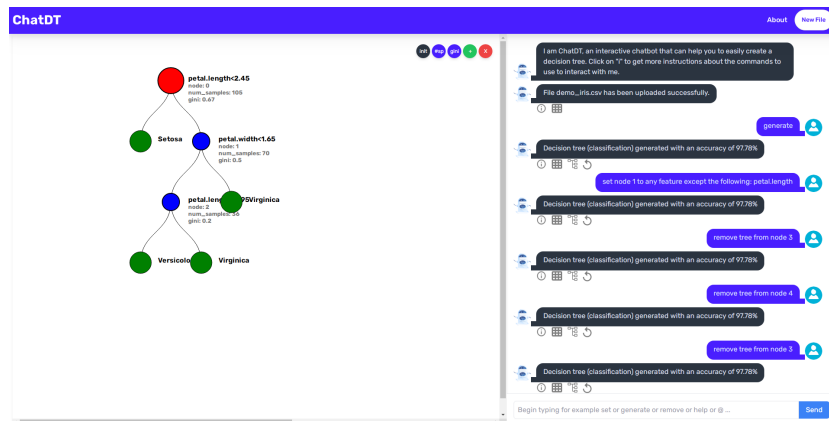 ChatDT
About
New File
init
#sp
gini
+
X
petal.length<2.45
node: 0
num_samples: 105
gini: 0.67
Setosa
petal.width<1.65
node: 1
num_samples: 70
gini: 0.5
petal.len
95
Virginica
node: 2
num_samples: 36
gini: 0.2
Versicolo
Virginica
I am ChatDT, an interactive chatbot that can help you to easily create a
decision tree. Click on "i" to get more instructions about the commands to
use to interact with me.
File demo_iris.csv has been uploaded successfully.
generate
Decision tree (classification) generated with an accuracy of 97.78%
set node 1 to any feature except the following: petal.length
Decision tree (classification) generated with an accuracy of 97.78%
remove tree from node 3
Decision tree (classification) generated with an accuracy of 97.78%
remove tree from node 4
Decision tree (classification) generated with an accuracy of 97.78%
remove tree from node 3
Decision tree (classification) generated with an accuracy of 97.78%
Begin typing for example set or generate or remove or help or @ ...
Send